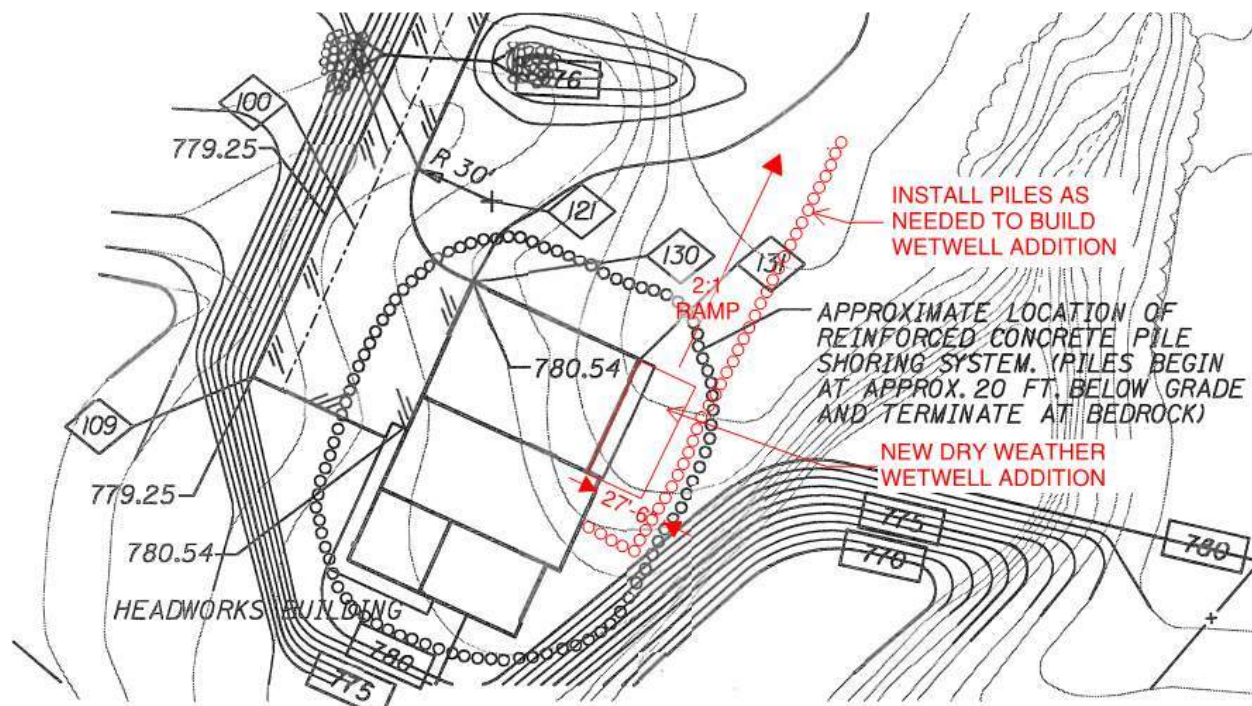 776
100
779.25
R 30'
121
INSTALL PILES AS
NEEDED TO BUILD
WETWELL ADDITION
130
131
2:1
RAMP
APPROXIMATE LOCATION OF
REINFORCED CONCRETE PILE
SHORING SYSTEM. (PILES BEGIN
AT APPROX. 20 FT. BELOW GRADE
AND TERMINATE AT BEDROCK)
780.54
109
NEW DRY WEATHER
WETWELL ADDITION
779.25
27'-6"
775
780
770
780.54
HEADWORKS BUILDING
780
775